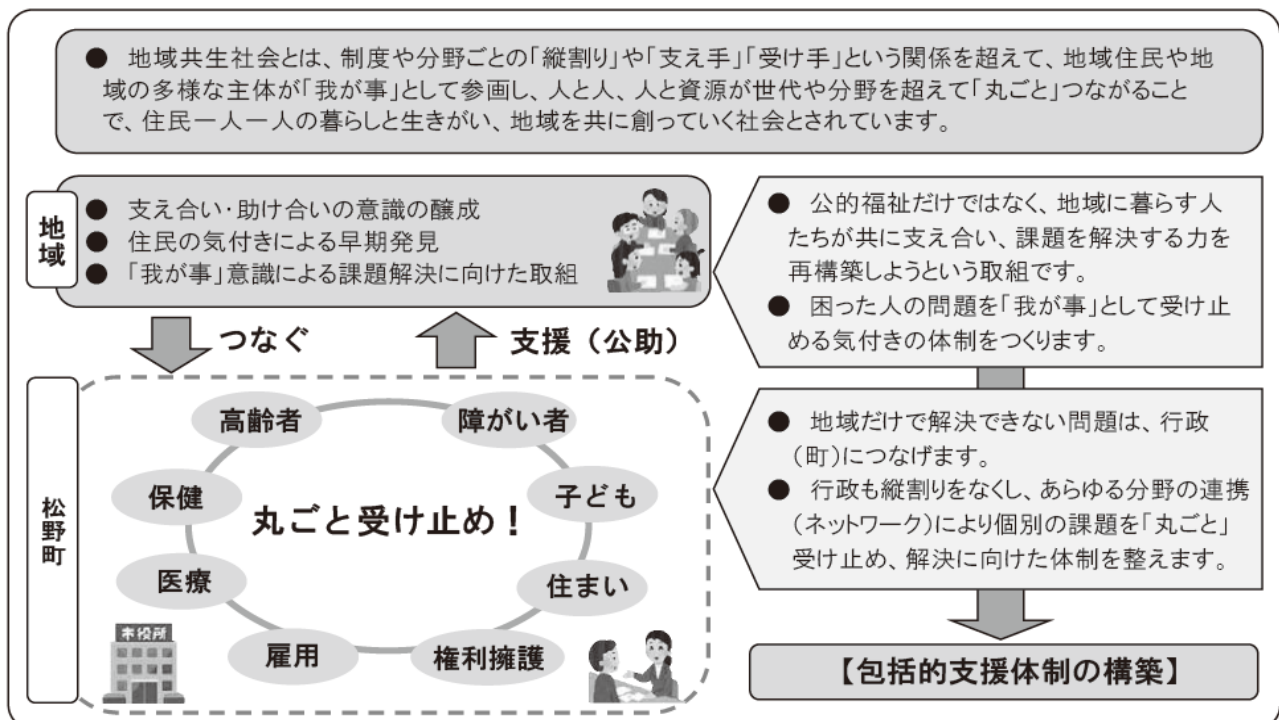 ● 地域共生社会とは、制度や分野ごとの「縦割り」や「支え手」「受け手」という関係を超えて、地域住民や地
域の多様な主体が「我が事」として参画し、人と人、人と資源が世代や分野を超えて「丸ごと」つながること
で、住民一人一人の暮らしと生きがい、地域を共に創っていく社会とされています。
地域
● 支え合い・助け合いの意識の醸成
● 住民の気付きによる早期発見
● 「我が事」意識による課題解決に向けた取組
● 公的福祉だけではなく、地域に暮らす人
たちが共に支え合い、課題を解決する力を
再構築しようという取組です。
● 困った人の問題を「我が事」として受け止
める気付きの体制をつくります。
つなぐ
支援（公助）
松野町
高齢者
障がい者
保健
子ども
丸ごと受け止め！
医療
住まい
雇用
権利擁護
市役所
● 地域だけで解決できない問題は、行政
（町）につなげます。
● 行政も縦割りをなくし、あらゆる分野の連携
（ネットワーク）により個別の課題を「丸ごと」
受け止め、解決に向けた体制を整えます。
【包括的支援体制の構築】